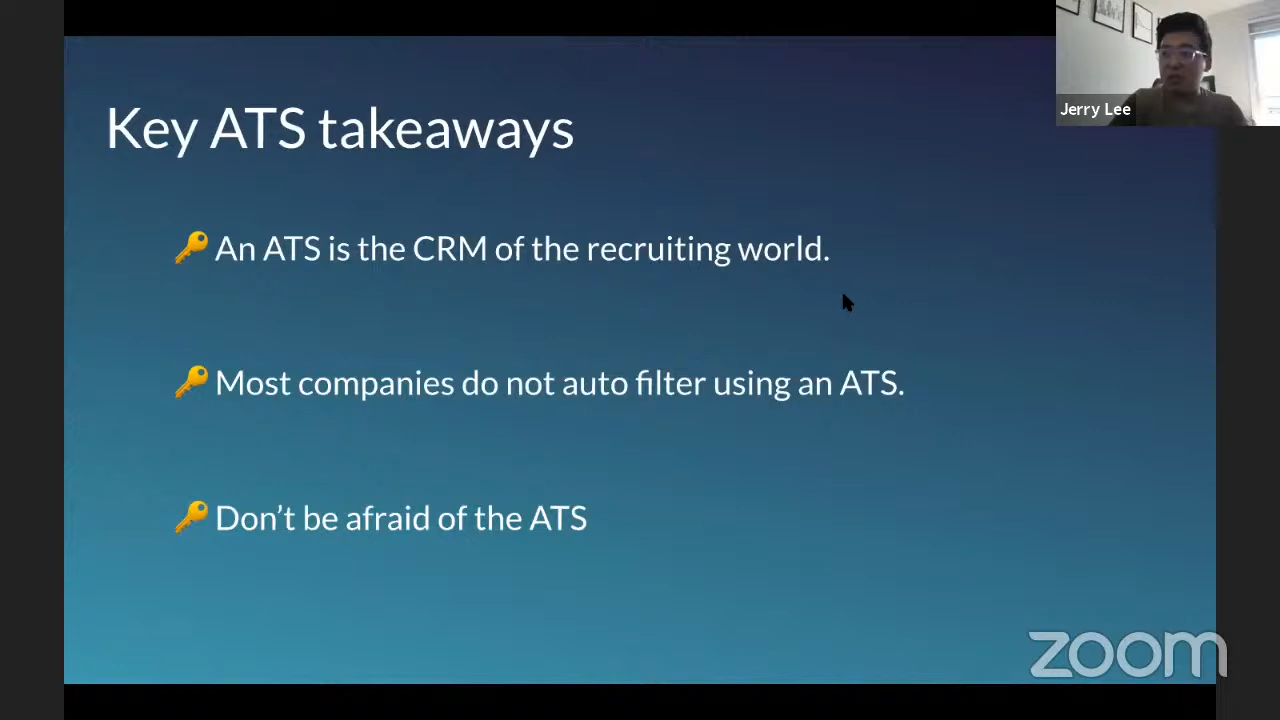 Key ATS takeaways
Jerry Lee
🔑 An ATS is the CRM of the recruiting world.
🔑 Most companies do not auto filter using an ATS.
🔑 Don’t be afraid of the ATS
zoom